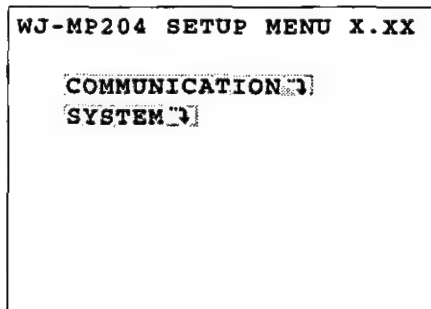 WJ-MP204 SETUP MENU X.XX
COMMUNICATION⤵
SYSTEM⤵